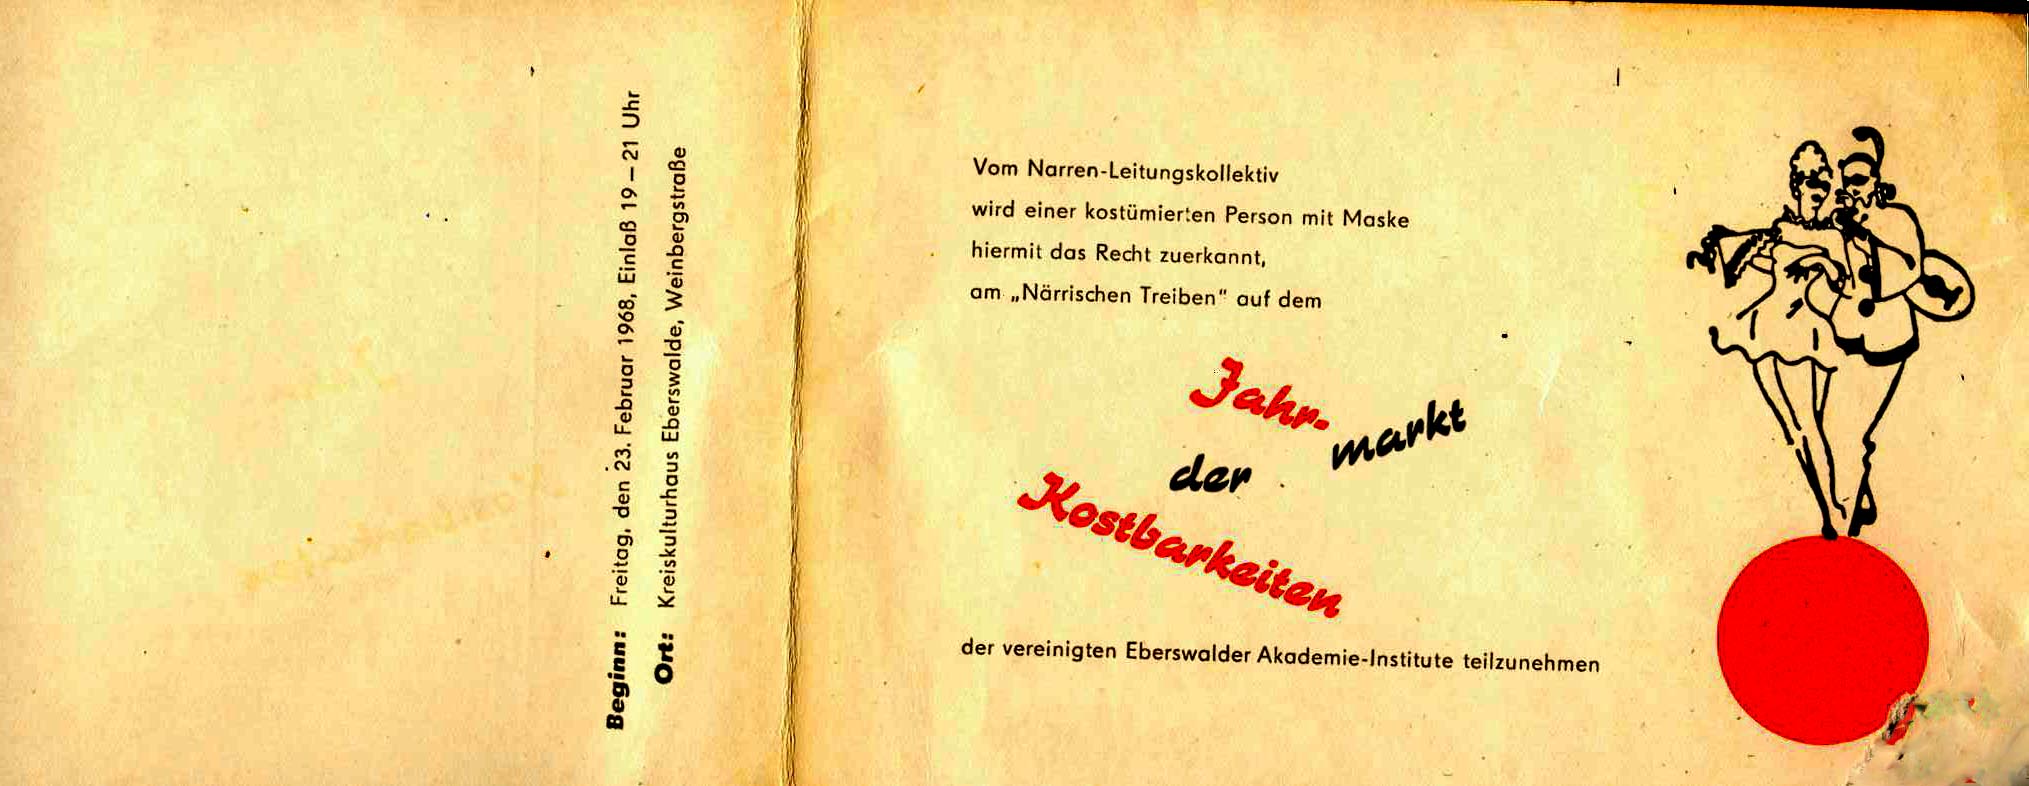 Beginn: Freitag, den 23. Februar 1968, Einlaß 19 – 21 Uhr
Ort: Kreiskulturhaus Eberswalde, Weinbergstraße
Vom Narren-Leitungskollektiv
wird einer kostümierten Person mit Maske
hiermit das Recht zuerkannt,
am „Närrischen Treiben" auf dem
Jahr-
markt
der
Kostbarkeiten
der vereinigten Eberswalder Akademie-Institute teilzunehmen